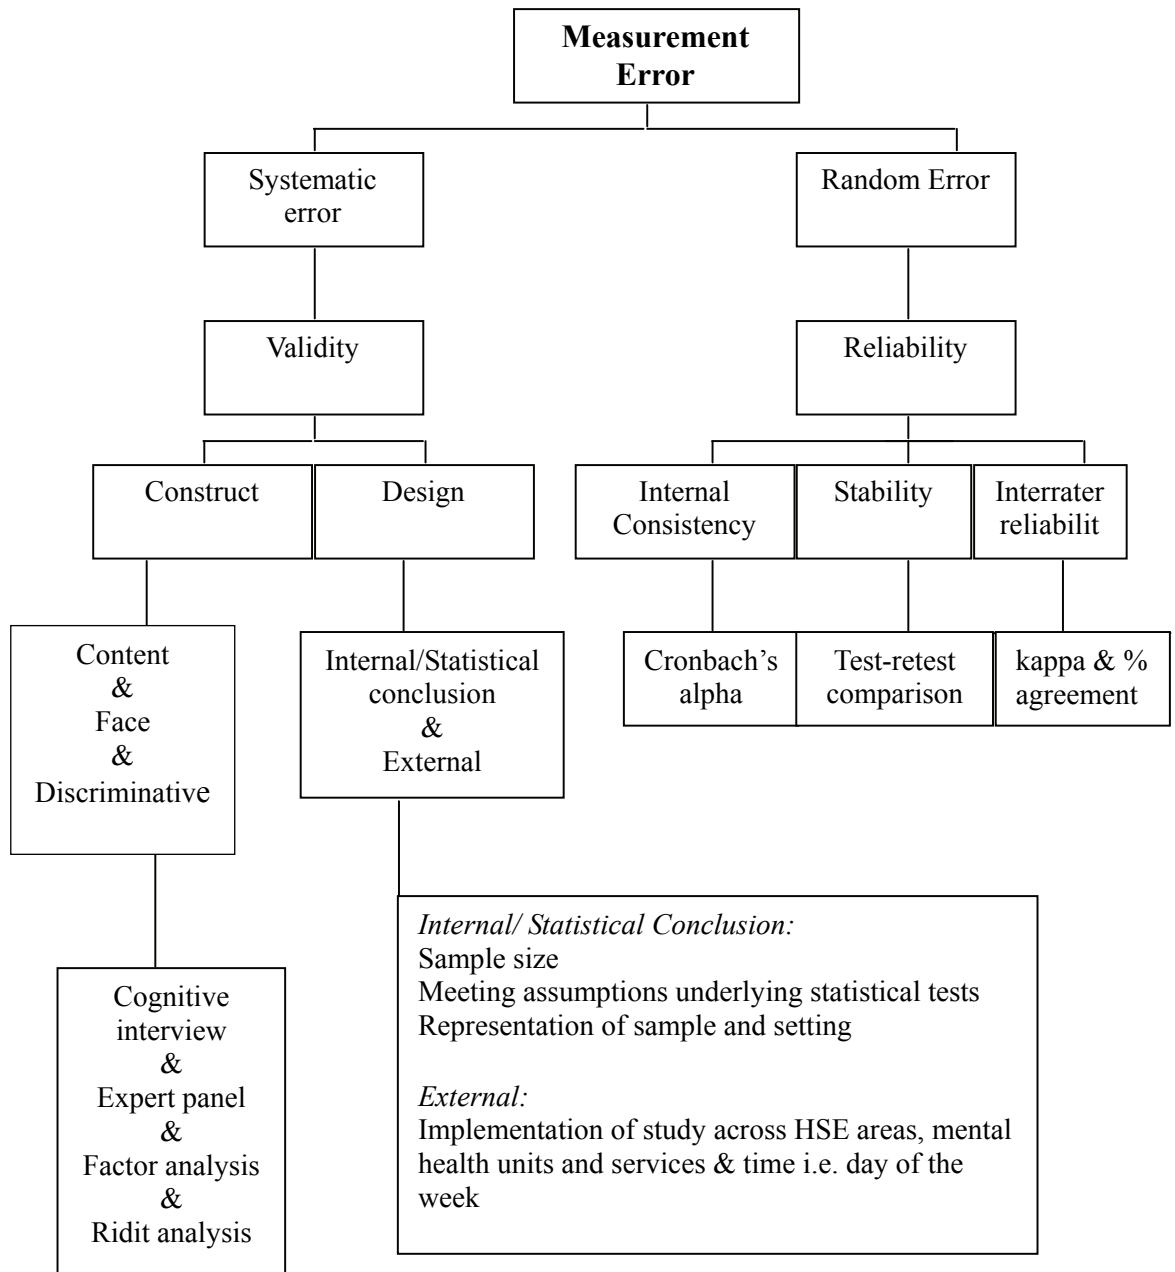 Measurement
Error
Systematic
error
Random Error
Validity
Reliability
Construct
Design
Internal
Consistency
Stability
Interrater
reliabilit
Content
&
Face
&
Discriminative
Internal/Statistical
conclusion
&
External
Cronbach's
alpha
Test-retest
comparison
kappa & %
agreement
Cognitive
interview
&
Expert panel
&
Factor analysis
&
Ridit analysis
Internal/ Statistical Conclusion:
Sample size
Meeting assumptions underlying statistical tests
Representation of sample and setting
External:
Implementation of study across HSE areas, mental
health units and services & time i.e. day of the
week